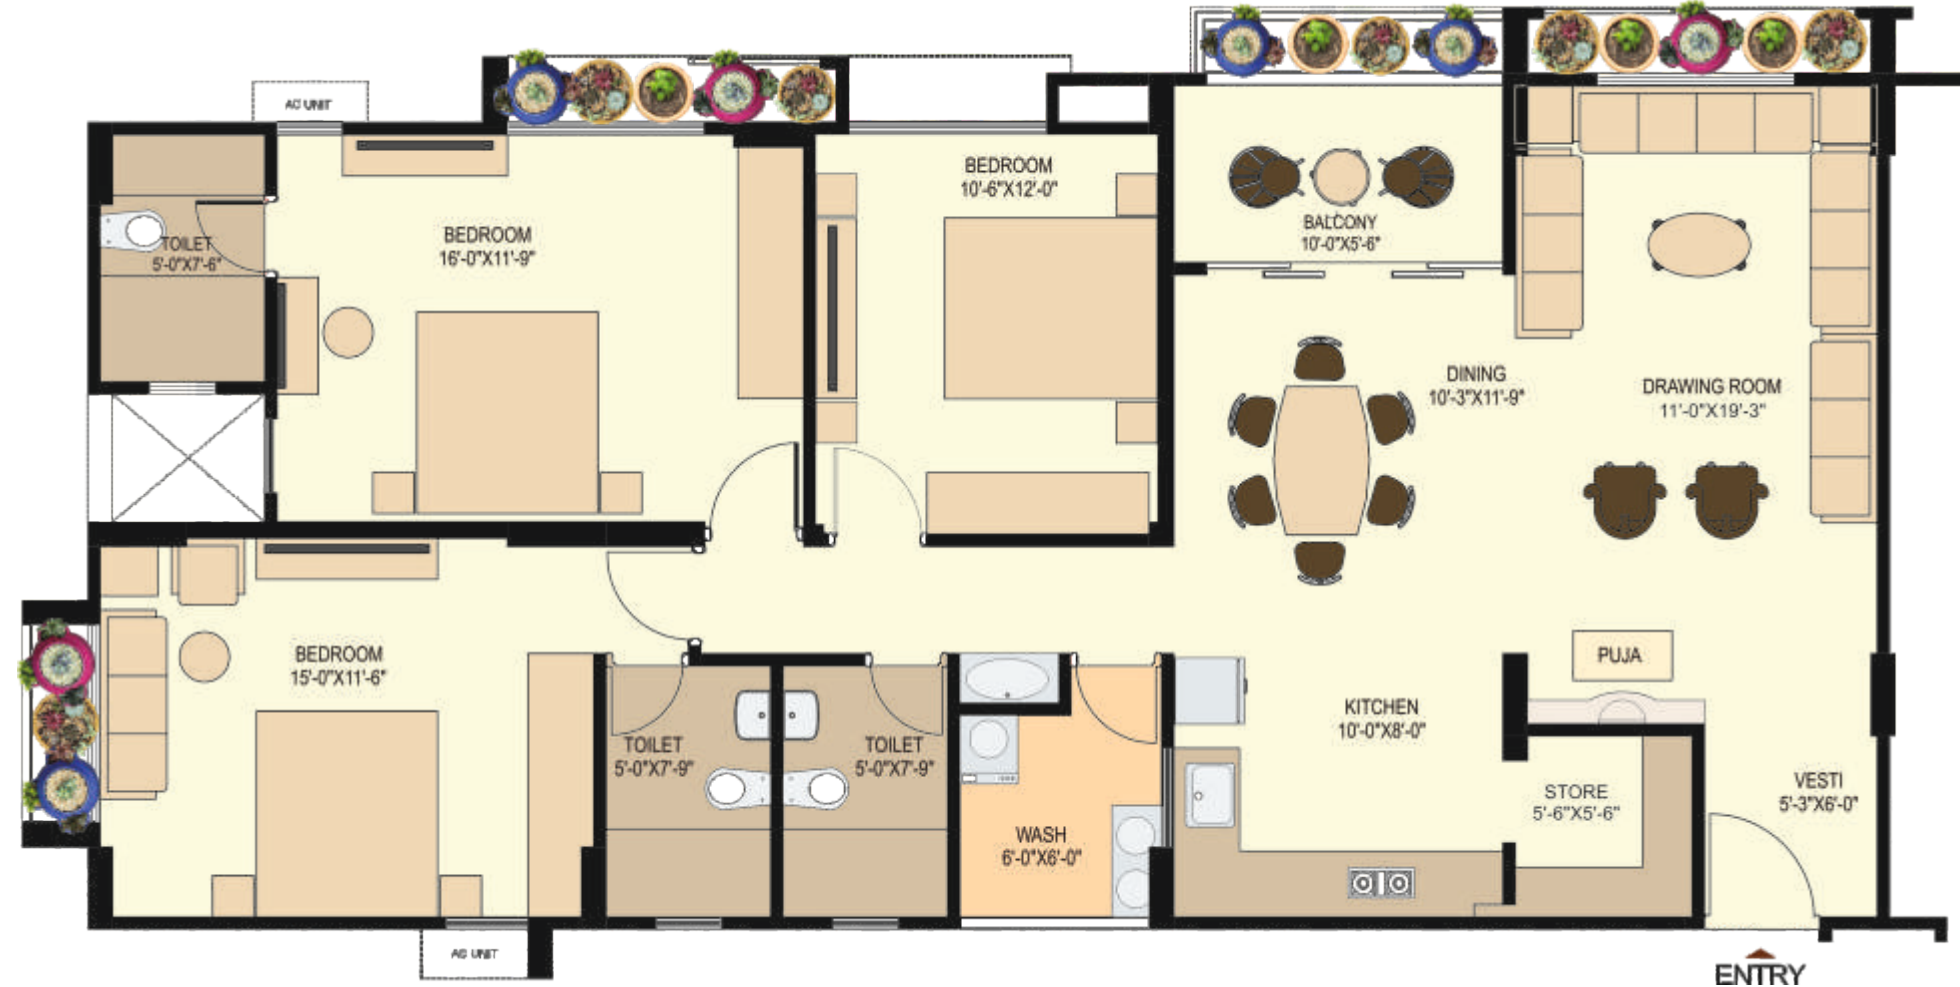 AC UNIT
BEDROOM
10'-6"X12'-0"
BALCONY
10'-0"X5'-6"
TOILET
5'-0"X7'-6"
BEDROOM
16'-0"X11'-9"
DINING
10'-3"X11'-9"
DRAWING ROOM
11'-0"X19'-3"
BEDROOM
15'-0"X11'-6"
PUJA
KITCHEN
10'-0"X8'-0"
TOILET
5'-0"X7'-9"
TOILET
5'-0"X7'-9"
STORE
5'-6"X5'-6"
VESTI
5'-3"X6'-0"
WASH
6'-0"X6'-0"
AC UNIT
ENTRY